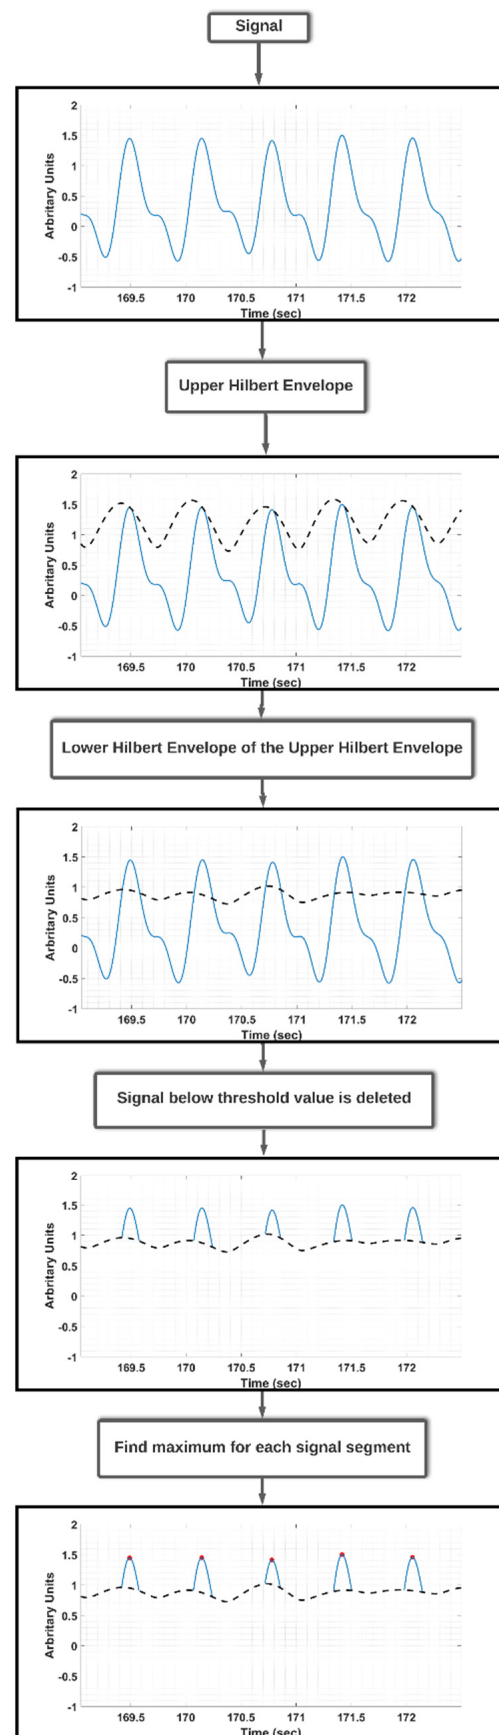 Signal
2
1.5
1
0.5
0
-0.5
-1
Arbritary Units
169.5 170 170.5 171 171.5 172
Time (sec)
Upper Hilbert Envelope
2
1.5
1
0.5
0
-0.5
-1
Arbritary Units
169.5 170 170.5 171 171.5 172
Time (sec)
Lower Hilbert Envelope of the Upper Hilbert Envelope
2
1.5
1
0.5
0
-0.5
-1
Arbritary Units
169.5 170 170.5 171 171.5 172
Time (sec)
Signal below threshold value is deleted
2
1.5
1
0.5
0
-0.5
-1
Arbritary Units
169.5 170 170.5 171 171.5 172
Time (sec)
Find maximum for each signal segment
2
1.5
1
0.5
0
-0.5
-1
Arbritary Units
169.5 170 170.5 171 171.5 172
Time (sec)